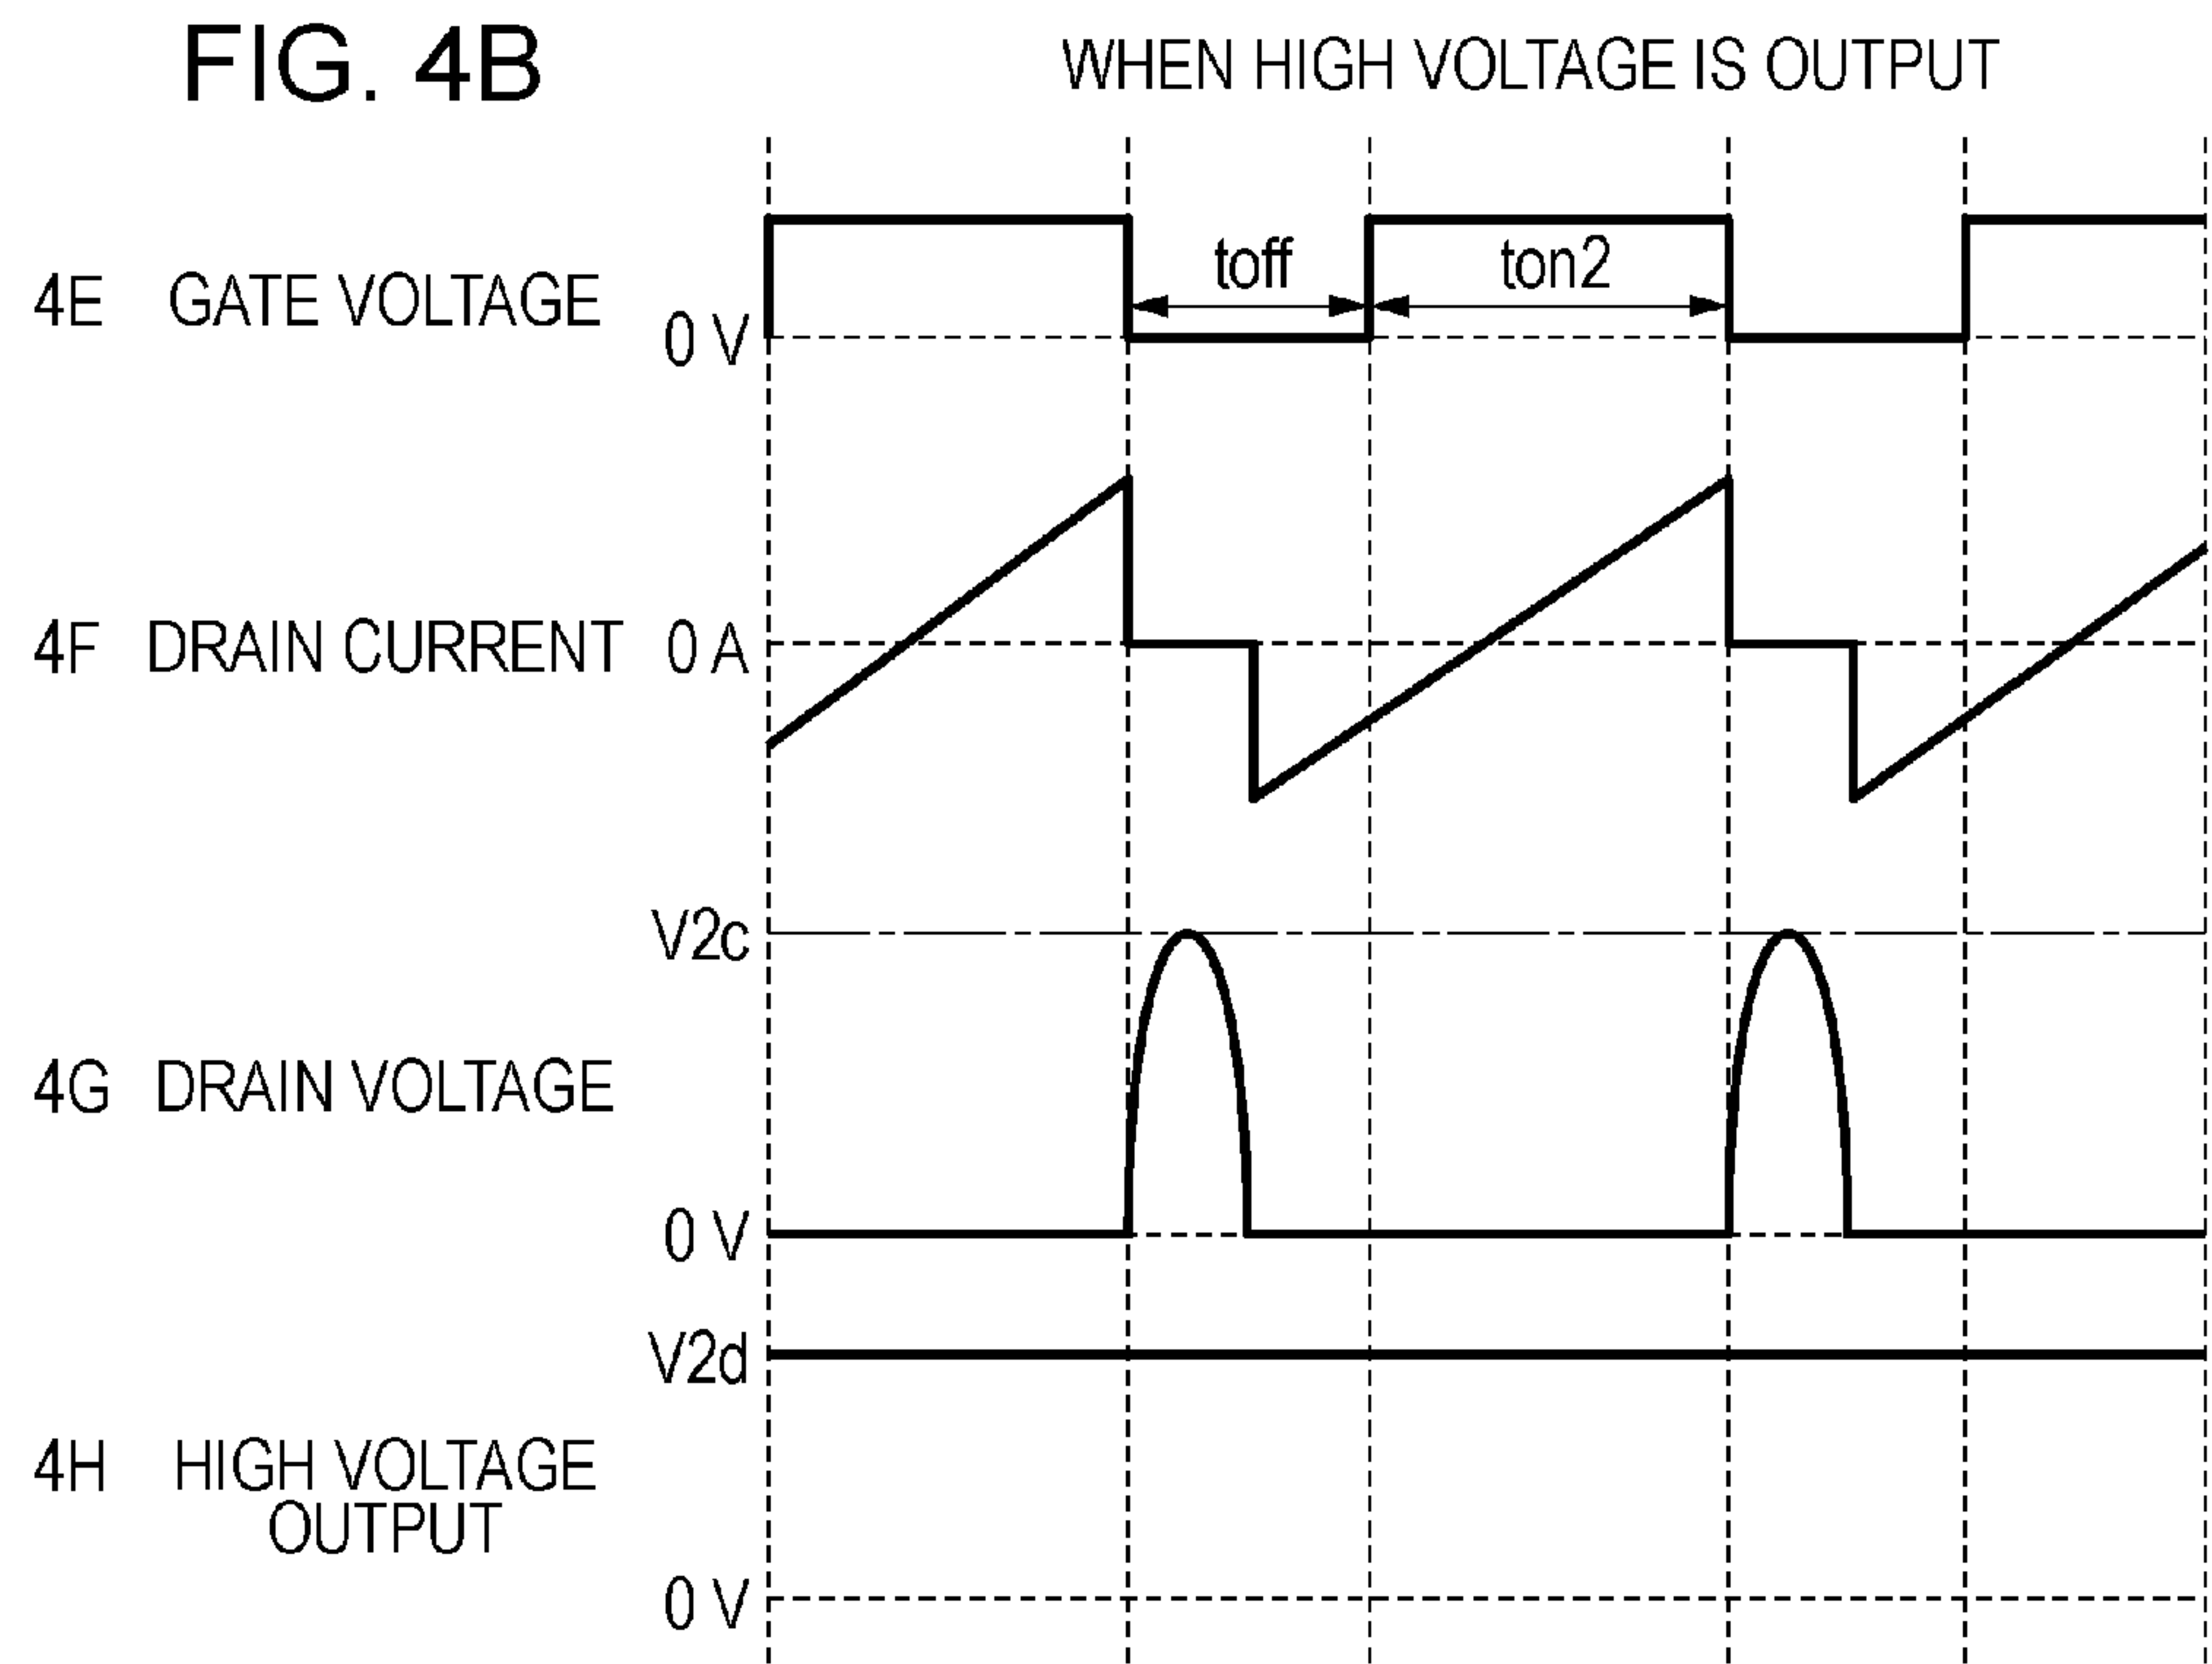 FIG. 4B
WHEN HIGH VOLTAGE IS OUTPUT
4E GATE VOLTAGE
0 V
toff
ton2
4F DRAIN CURRENT 0 A
V2c
4G DRAIN VOLTAGE
0 V
V2d
4H HIGH VOLTAGE
OUTPUT
0 V